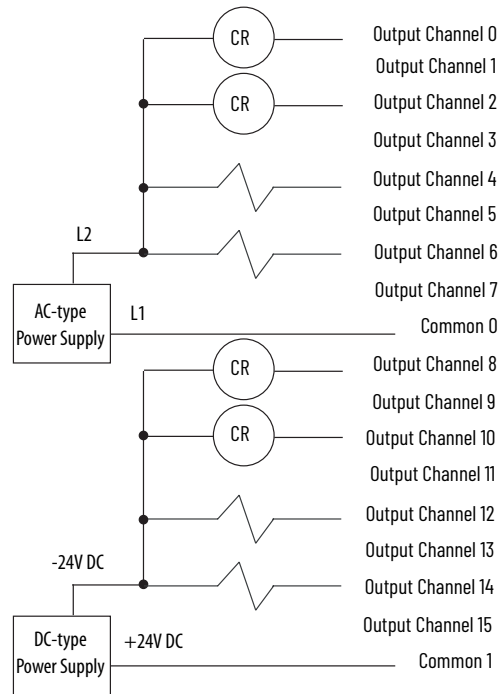 CR
Output Channel 0
Output Channel 1
CR
Output Channel 2
Output Channel 3
Output Channel 4
Output Channel 5
L2
Output Channel 6
Output Channel 7
AC-type
Power Supply
L1
Common 0
CR
Output Channel 8
Output Channel 9
CR
Output Channel 10
Output Channel 11
Output Channel 12
Output Channel 13
-24V DC
Output Channel 14
Output Channel 15
DC-type
Power Supply
+24V DC
Common 1